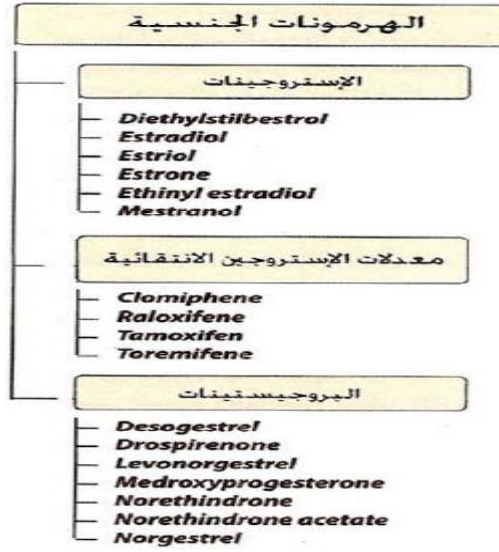 الهرمونات الجنسية
الإستروجينات
Diethylstilbestrol
Estradiol
Estriol
Estrone
Ethinyl estradiol
Mestranol
معدلات الإستروجين الانتقائية
Clomiphene
Raloxifene
Tamoxifen
Toremifene
البروجيستينات
Desogestrel
Drospirenone
Levonorgestrel
Medroxyprogesterone
Norethindrone
Norethindrone acetate
Norgestrel